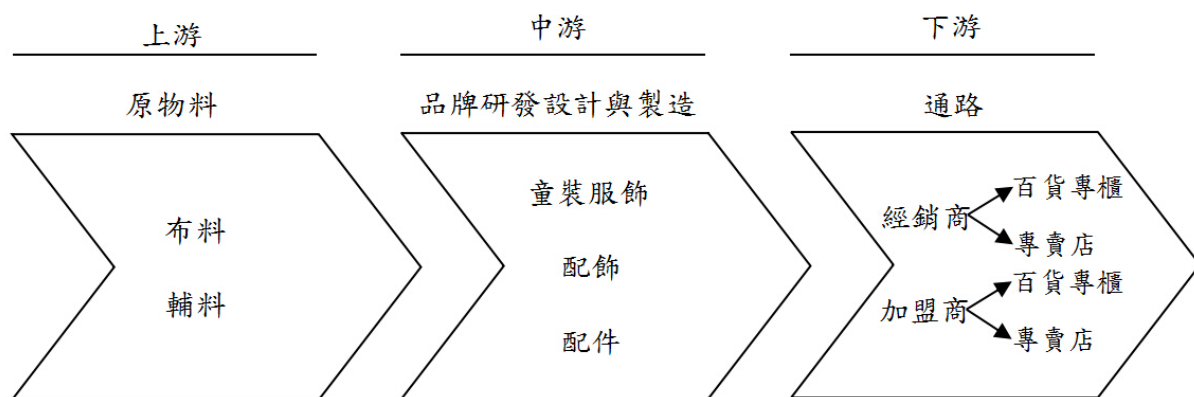 上游
中游
下游
原物料
品牌研發設計與製造
通路
布料
輔料
童裝服飾
配飾
配件
經銷商
百貨專櫃
專賣店
加盟商
百貨專櫃
專賣店